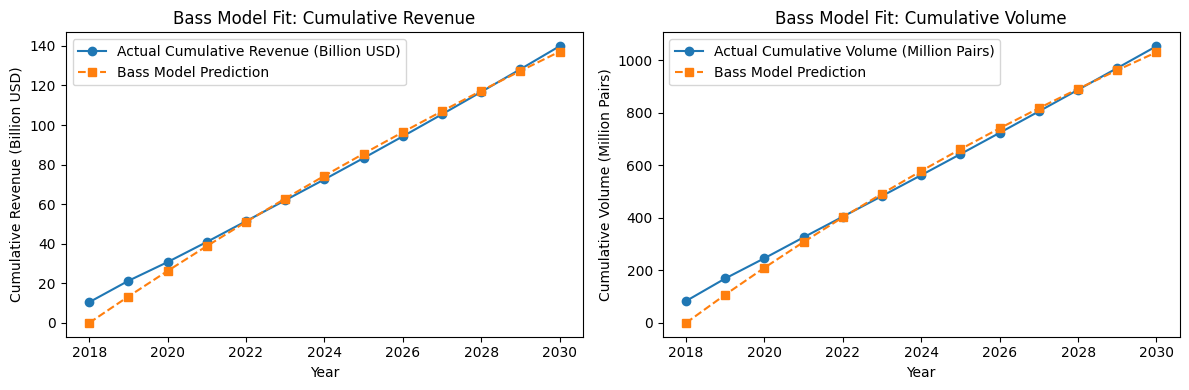 Bass Model Fit: Cumulative Revenue
Actual Cumulative Revenue (Billion USD)
Bass Model Prediction
Cumulative Revenue (Billion USD)
140
120
100
80
60
40
20
0
2018 2020 2022 2024 2026 2028 2030
Year
Bass Model Fit: Cumulative Volume
Actual Cumulative Volume (Million Pairs)
Bass Model Prediction
Cumulative Volume (Million Pairs)
1000
800
600
400
200
0
2018 2020 2022 2024 2026 2028 2030
Year